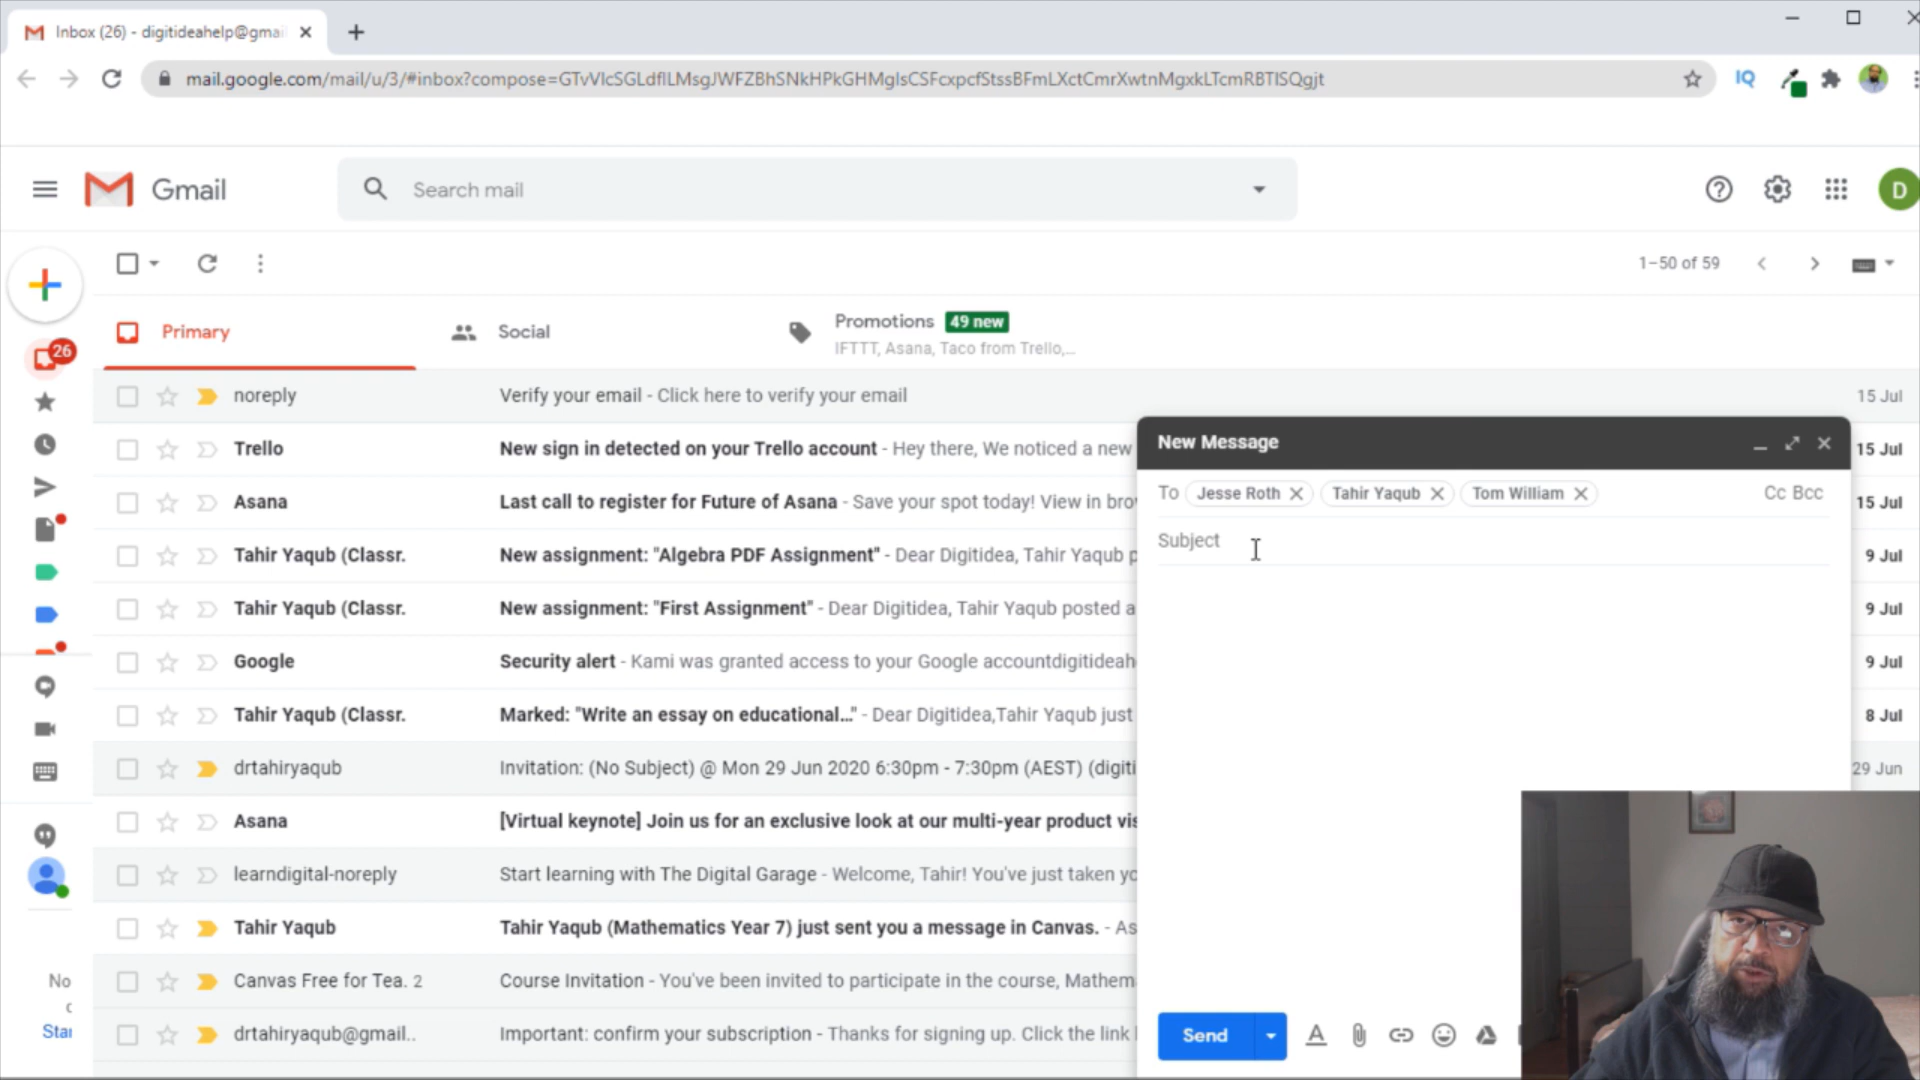 Inbox (26) - digitideahelp@gmai
mail.google.com/mail/u/3/#inbox?compose=GTvVlcSGLdflLMsgJWFZBhSNkHPkGHMglsCSFcxpcfStssBFmLXctCmrXwtnMgxkLTcmRBTlSQgjt
IQ
Gmail
Search mail
D
1–50 of 59
26
Primary
Social
Promotions 49 new
IFTTT, Asana, Taco from Trello,...
noreply Verify your email - Click here to verify your email 15 Jul
Trello New sign in detected on your Trello account - Hey there, We noticed a new 15 Jul
Asana Last call to register for Future of Asana - Save your spot today! View in bro 15 Jul
Tahir Yaqub (Classr. New assignment: "Algebra PDF Assignment" - Dear Digitidea, Tahir Yaqub p 9 Jul
Tahir Yaqub (Classr. New assignment: "First Assignment" - Dear Digitidea, Tahir Yaqub posted a 9 Jul
Google Security alert - Kami was granted access to your Google accountdigitideah 9 Jul
Tahir Yaqub (Classr. Marked: "Write an essay on educational…" - Dear Digitidea,Tahir Yaqub just 8 Jul
drtahiryaqub Invitation: (No Subject) @ Mon 29 Jun 2020 6:30pm - 7:30pm (AEST) (digiti 29 Jun
Asana [Virtual keynote] Join us for an exclusive look at our multi-year product vis
learndigital-noreply Start learning with The Digital Garage - Welcome, Tahir! You've just taken yo
Tahir Yaqub Tahir Yaqub (Mathematics Year 7) just sent you a message in Canvas. - As
Canvas Free for Tea. 2 Course Invitation - You've been invited to participate in the course, Mathem
drtahiryaqub@gmail.. Important: confirm your subscription - Thanks for signing up. Click the link
No
c
Star
New Message
To Jesse Roth Tahir Yaqub Tom William Cc Bcc
Subject
Send